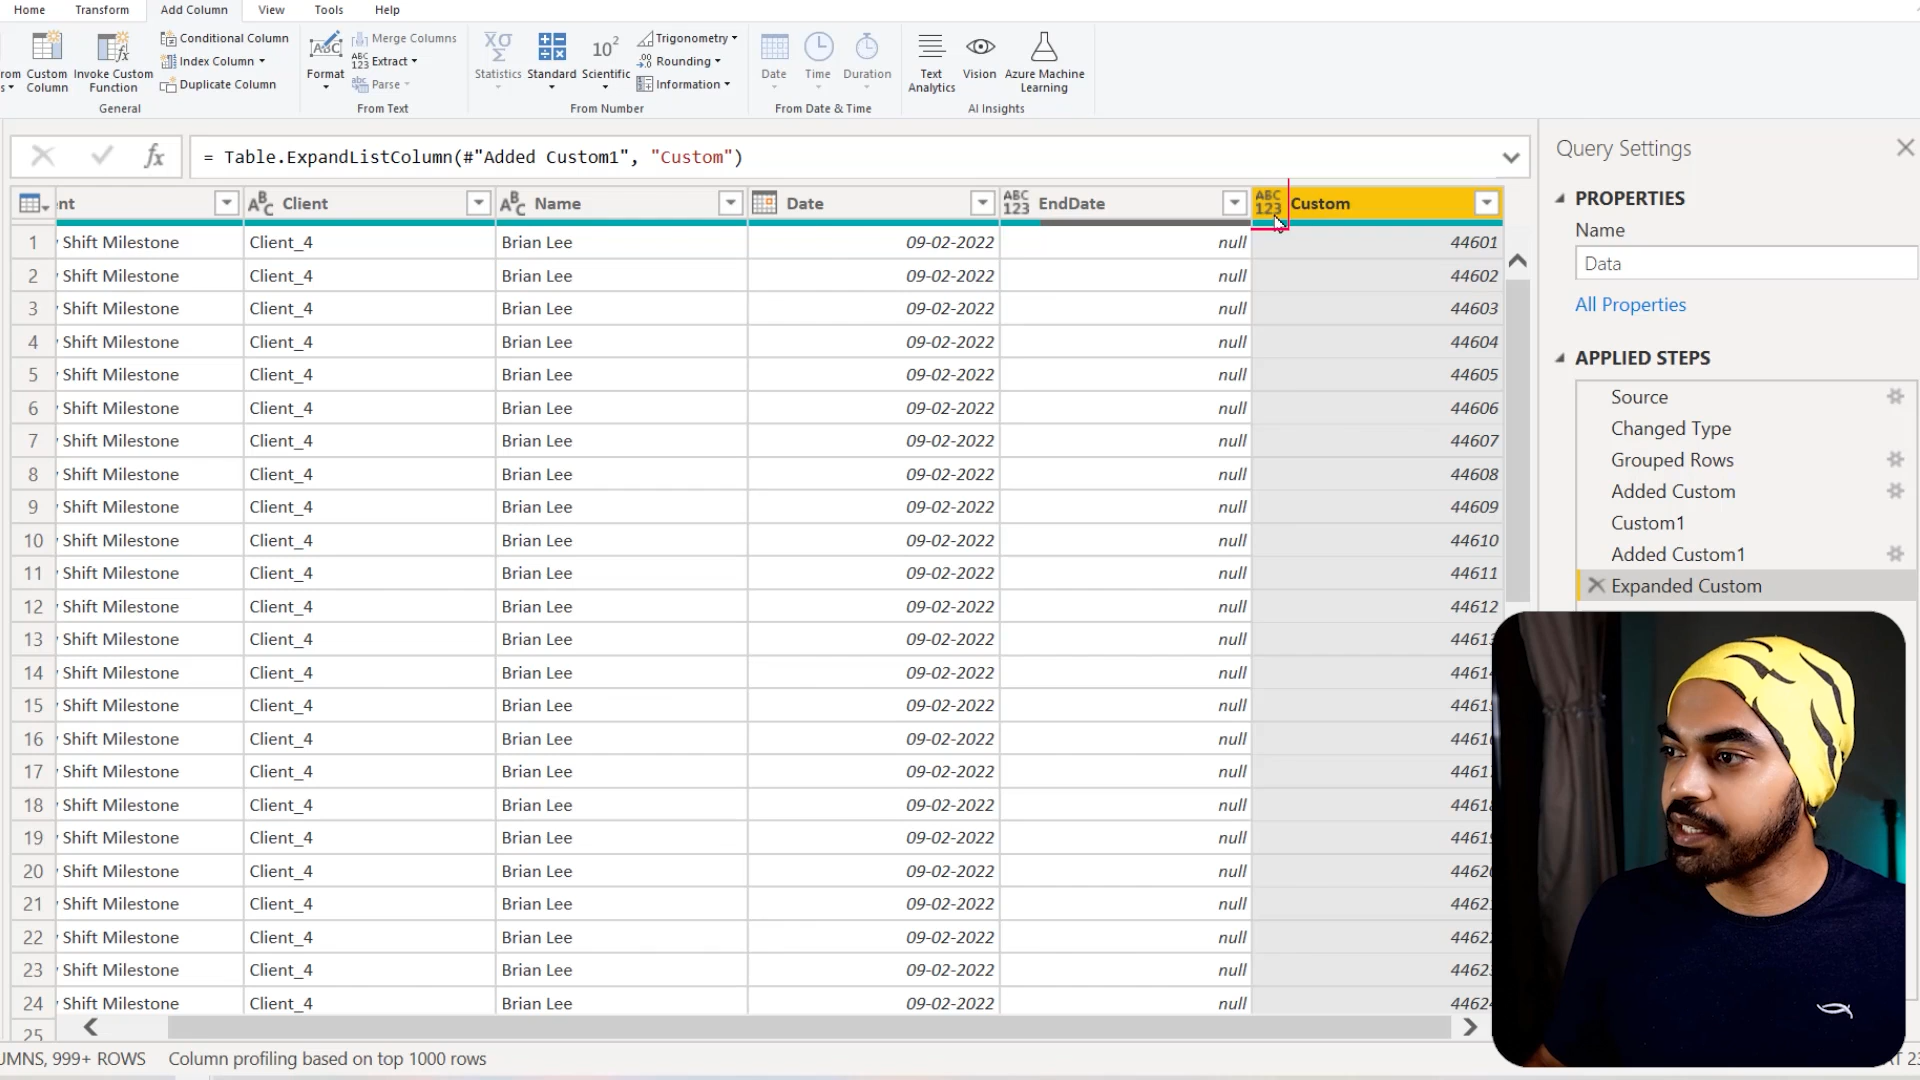 Home Transform Add Column View Tools Help
Custom Column
Invoke Custom Function
Conditional Column
Index Column
Duplicate Column
General
Format
Merge Columns
Extract
Parse
From Text
Statistics
Standard
Scientific
Trigonometry
Rounding
Information
From Number
Date
Time
Duration
From Date & Time
Text Analytics
Vision
Azure Machine Learning
AI Insights
= Table.ExpandListColumn(#"Added Custom1", "Custom")
nt Client Name Date EndDate Custom
1 Shift Milestone Client_4 Brian Lee 09-02-2022 null 44601
2 Shift Milestone Client_4 Brian Lee 09-02-2022 null 44602
3 Shift Milestone Client_4 Brian Lee 09-02-2022 null 44603
4 Shift Milestone Client_4 Brian Lee 09-02-2022 null 44604
5 Shift Milestone Client_4 Brian Lee 09-02-2022 null 44605
6 Shift Milestone Client_4 Brian Lee 09-02-2022 null 44606
7 Shift Milestone Client_4 Brian Lee 09-02-2022 null 44607
8 Shift Milestone Client_4 Brian Lee 09-02-2022 null 44608
9 Shift Milestone Client_4 Brian Lee 09-02-2022 null 44609
10 Shift Milestone Client_4 Brian Lee 09-02-2022 null 44610
11 Shift Milestone Client_4 Brian Lee 09-02-2022 null 44611
12 Shift Milestone Client_4 Brian Lee 09-02-2022 null 44612
13 Shift Milestone Client_4 Brian Lee 09-02-2022 null
14 Shift Milestone Client_4 Brian Lee 09-02-2022 null
15 Shift Milestone Client_4 Brian Lee 09-02-2022 null
16 Shift Milestone Client_4 Brian Lee 09-02-2022 null
17 Shift Milestone Client_4 Brian Lee 09-02-2022 null
18 Shift Milestone Client_4 Brian Lee 09-02-2022 null
19 Shift Milestone Client_4 Brian Lee 09-02-2022 null
20 Shift Milestone Client_4 Brian Lee 09-02-2022 null
21 Shift Milestone Client_4 Brian Lee 09-02-2022 null
22 Shift Milestone Client_4 Brian Lee 09-02-2022 null
23 Shift Milestone Client_4 Brian Lee 09-02-2022 null
24 Shift Milestone Client_4 Brian Lee 09-02-2022 null
25
999+ ROWS Column profiling based on top 1000 rows
Query Settings
PROPERTIES
Name
Data
All Properties
APPLIED STEPS
Source
Changed Type
Grouped Rows
Added Custom
Custom1
Added Custom1
Expanded Custom